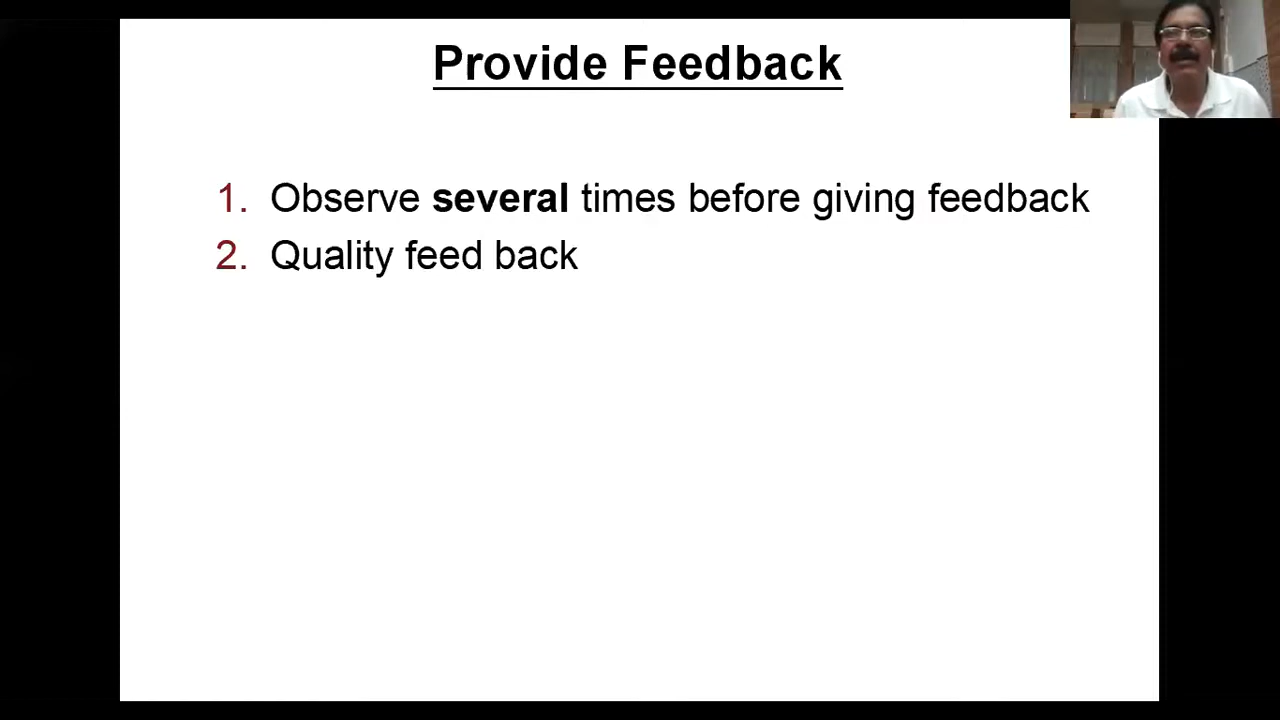 Provide Feedback
1. Observe several times before giving feedback
2. Quality feed back